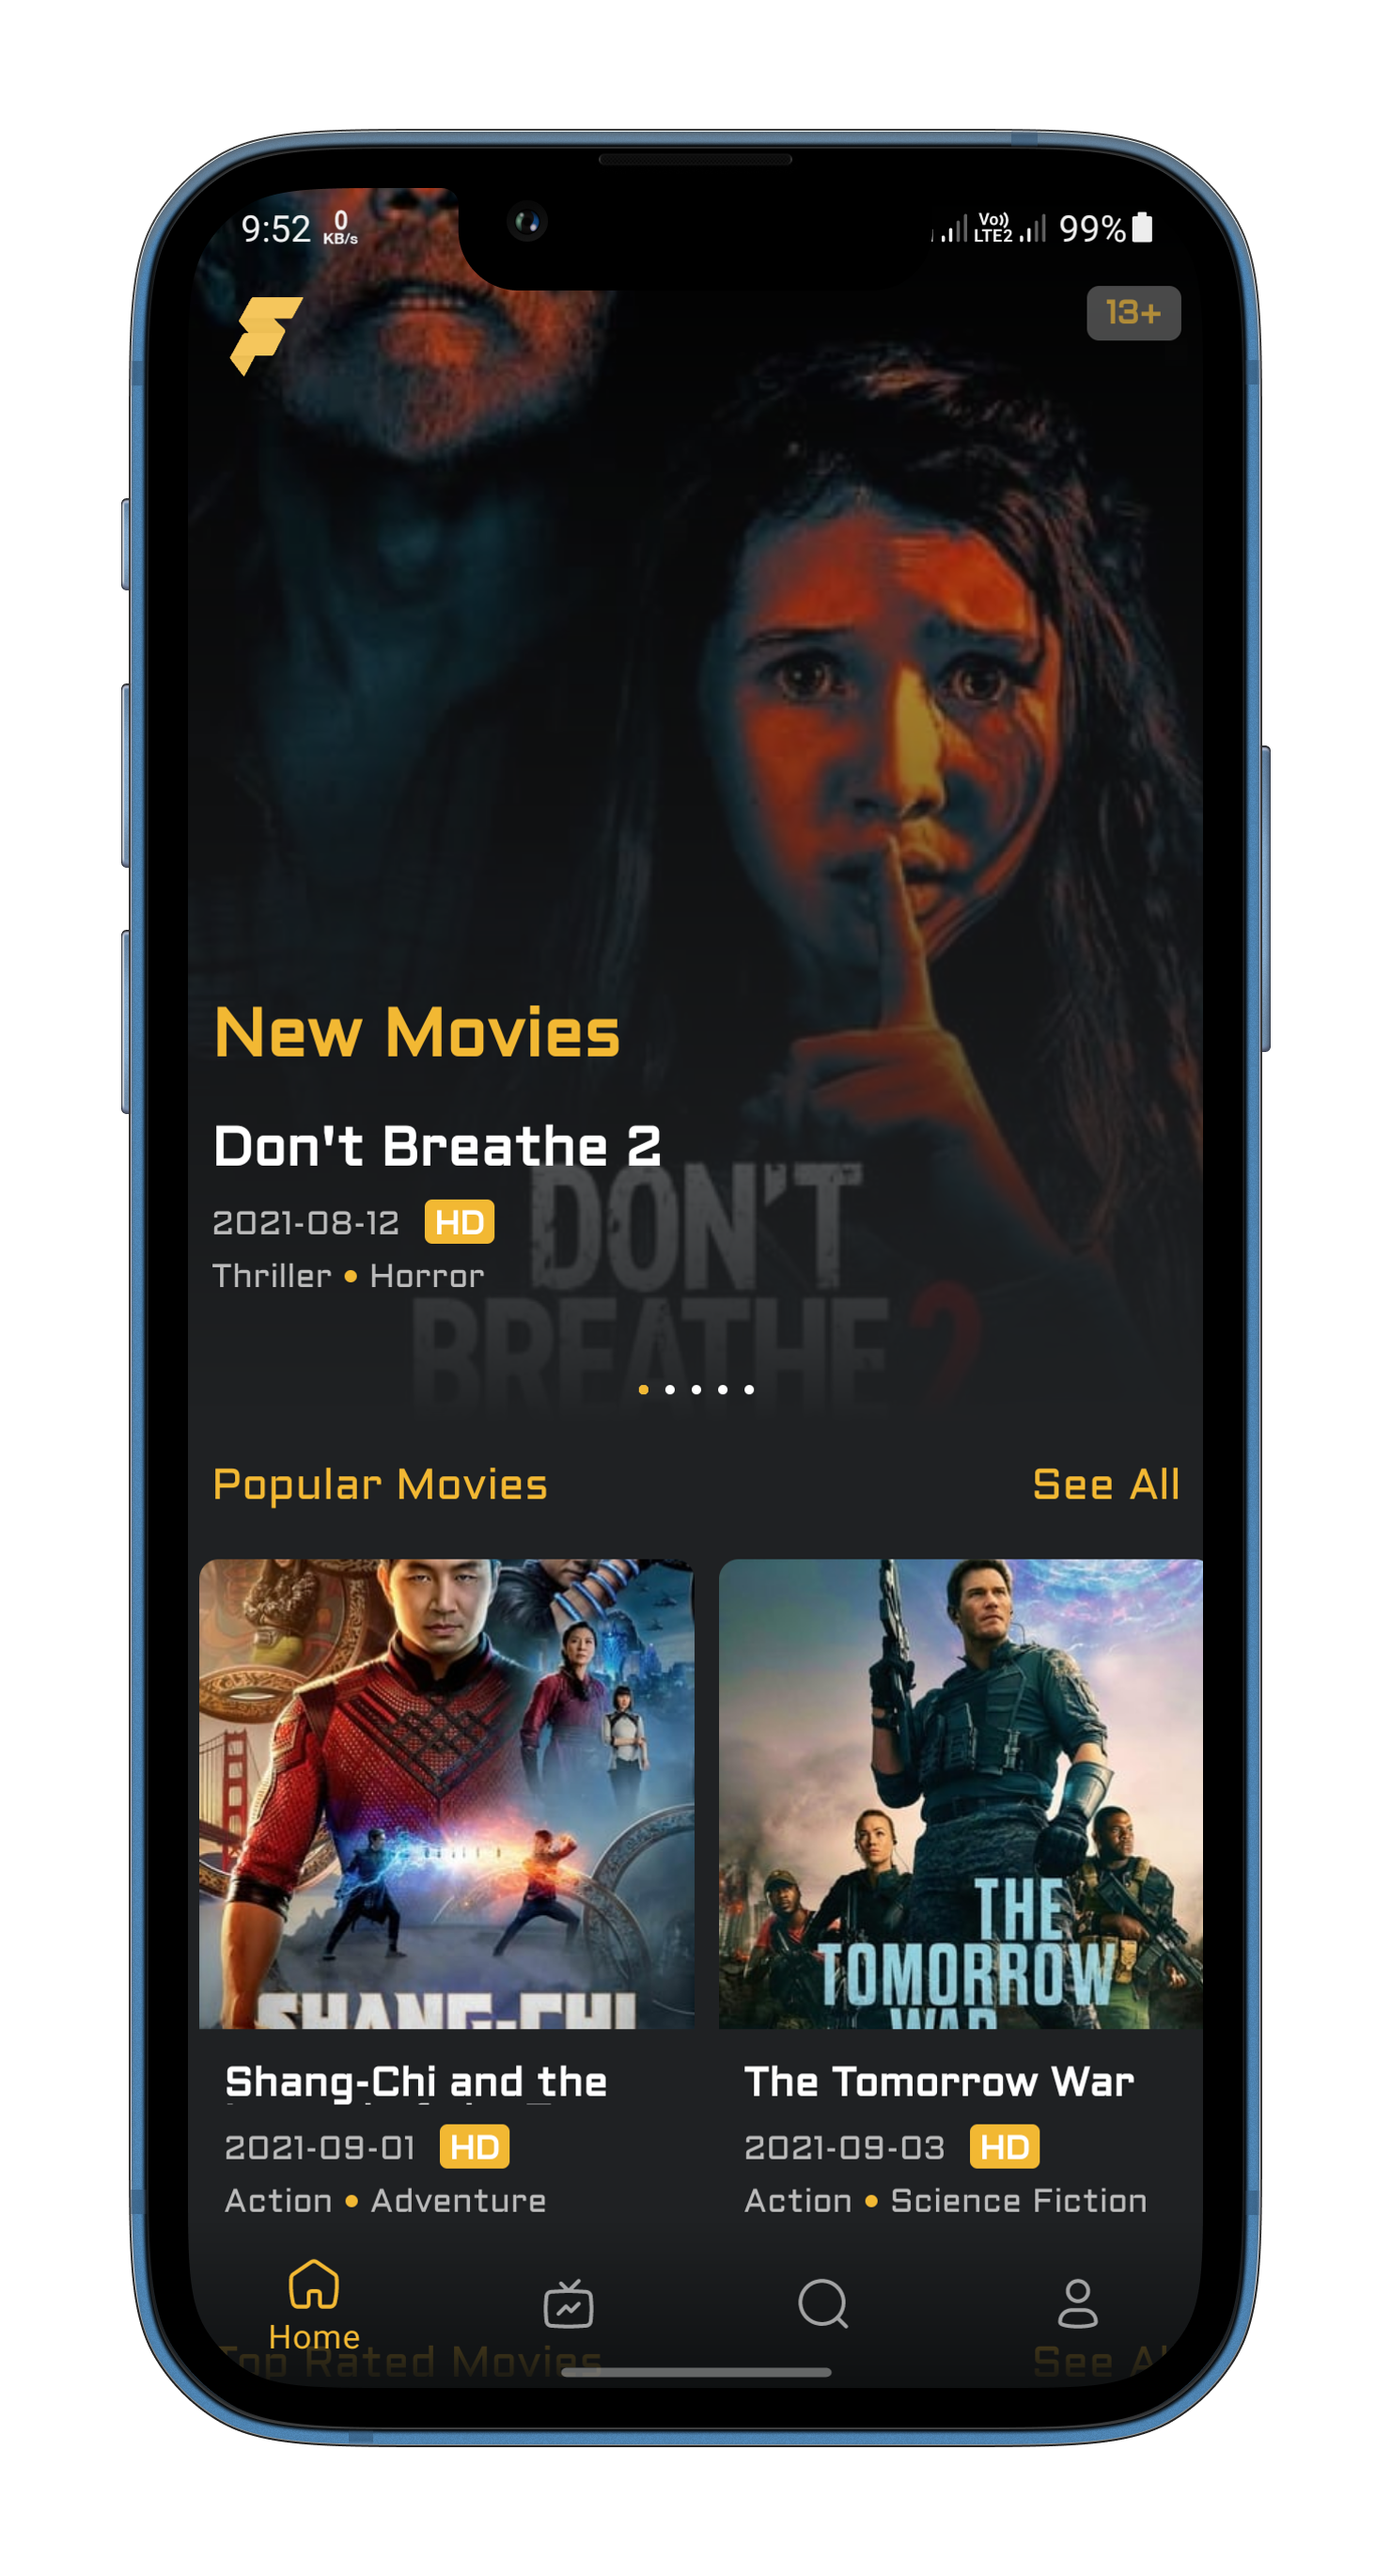 9:52 0 KB/s Vo)) LTE2 99%
13+
New Movies
Don't Breathe 2
2021-08-12 HD
Thriller • Horror
DON'T
BREATHE 2
Popular Movies See All
SHANG-CHI
THE
TOMORROW
WAR
Shang-Chi and the
2021-09-01 HD
Action • Adventure
The Tomorrow War
2021-09-03 HD
Action • Science Fiction
Home
Top Rated Movies See Al